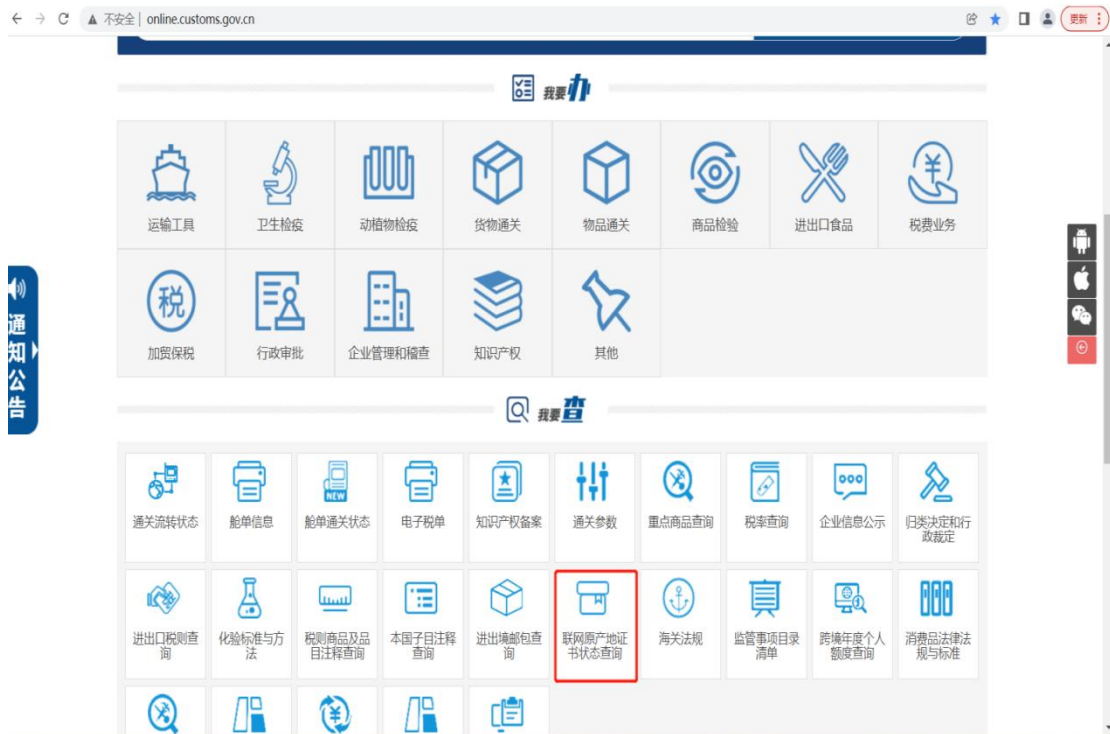 不安全 | online.customs.gov.cn
更新
我要办
运输工具
卫生检疫
动植物检疫
货物通关
物品通关
商品检验
进出口食品
税费业务
税
加贸保税
行政审批
企业管理和稽查
知识产权
其他
通知公告
我要查
NEW
通关流转状态
舱单信息
舱单通关状态
电子税单
知识产权备案
通关参数
重点商品查询
税率查询
企业信息公示
归类决定和行
政裁定
进出口税则查
询
化验标准与方
法
税则商品及品
目注释查询
本国子目注释
查询
进出境邮包查
询
联网原产地证
书状态查询
海关法规
监管事项目录
清单
跨境年度个人
额度查询
消费品法律法
规与标准